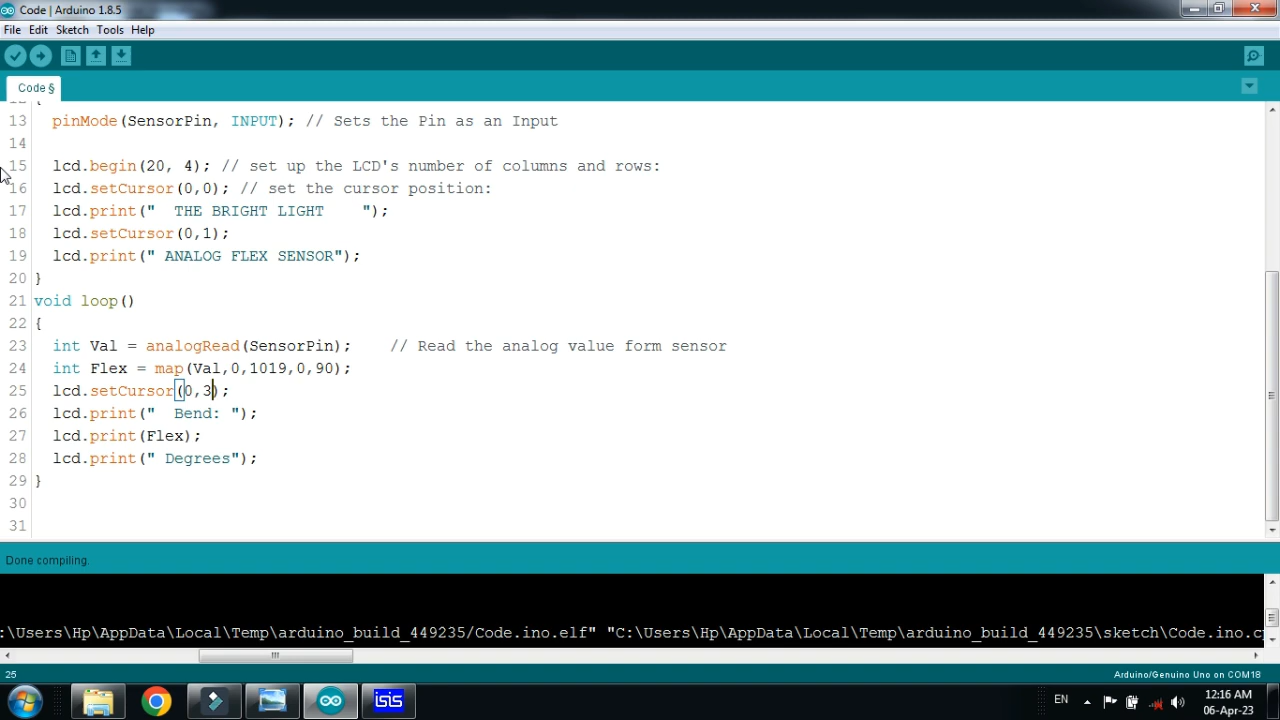 Code | Arduino 1.8.5
File Edit Sketch Tools Help
Code §
{
13 pinMode(SensorPin, INPUT); // Sets the Pin as an Input
14
15 lcd.begin(20, 4); // set up the LCD's number of columns and rows:
16 lcd.setCursor(0,0); // set the cursor position:
17 lcd.print("  THE BRIGHT LIGHT    ");
18 lcd.setCursor(0,1);
19 lcd.print(" ANALOG FLEX SENSOR");
20 }
21 void loop()
22 {
23 int Val = analogRead(SensorPin);    // Read the analog value form sensor
24 int Flex = map(Val,0,1019,0,90);
25 lcd.setCursor(0,3);
26 lcd.print("  Bend: ");
27 lcd.print(Flex);
28 lcd.print(" Degrees");
29 }
30
31
Done compiling.
:\Users\Hp\AppData\Local\Temp\arduino_build_449235/Code.ino.elf" "C:\Users\Hp\AppData\Local\Temp\arduino_build_449235\sketch\Code.ino.cp
25 Arduino/Genuino Uno on COM18
isis EN 12:16 AM
06-Apr-23